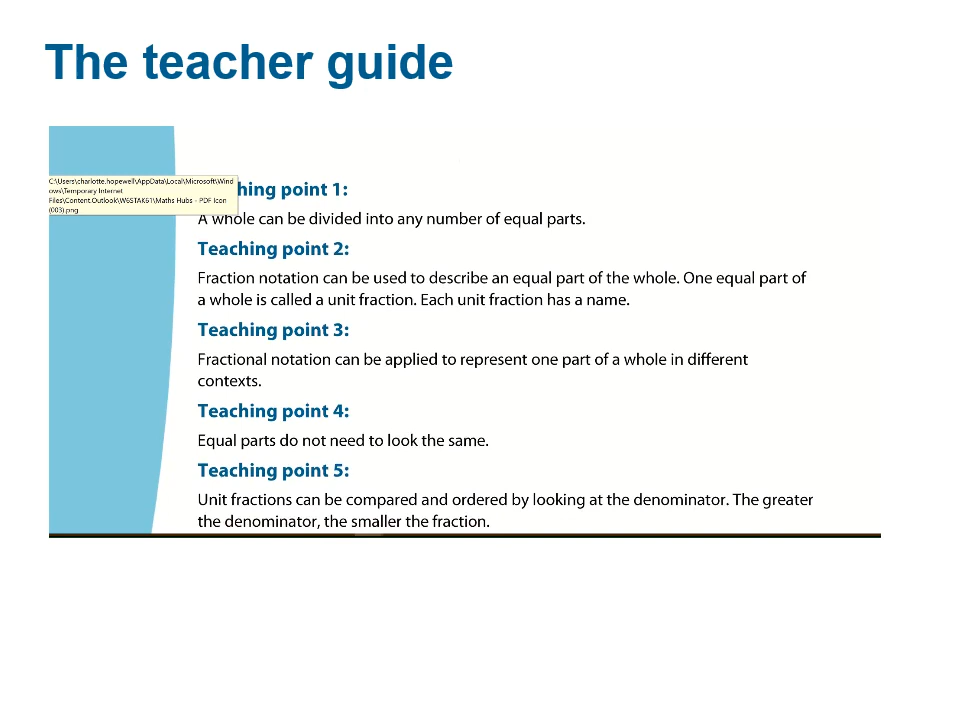 The teacher guide
C:\Users\charlotte.hopewell\AppData\Local\Microsoft\Wind
ows\Temporary Internet
Files\Content.Outlook\W6STAK61\Maths Hubs - PDF Icon
(003).png
hing point 1:
A whole can be divided into any number of equal parts.
Teaching point 2:
Fraction notation can be used to describe an equal part of the whole. One equal part of
a whole is called a unit fraction. Each unit fraction has a name.
Teaching point 3:
Fractional notation can be applied to represent one part of a whole in different
contexts.
Teaching point 4:
Equal parts do not need to look the same.
Teaching point 5:
Unit fractions can be compared and ordered by looking at the denominator. The greater
the denominator, the smaller the fraction.